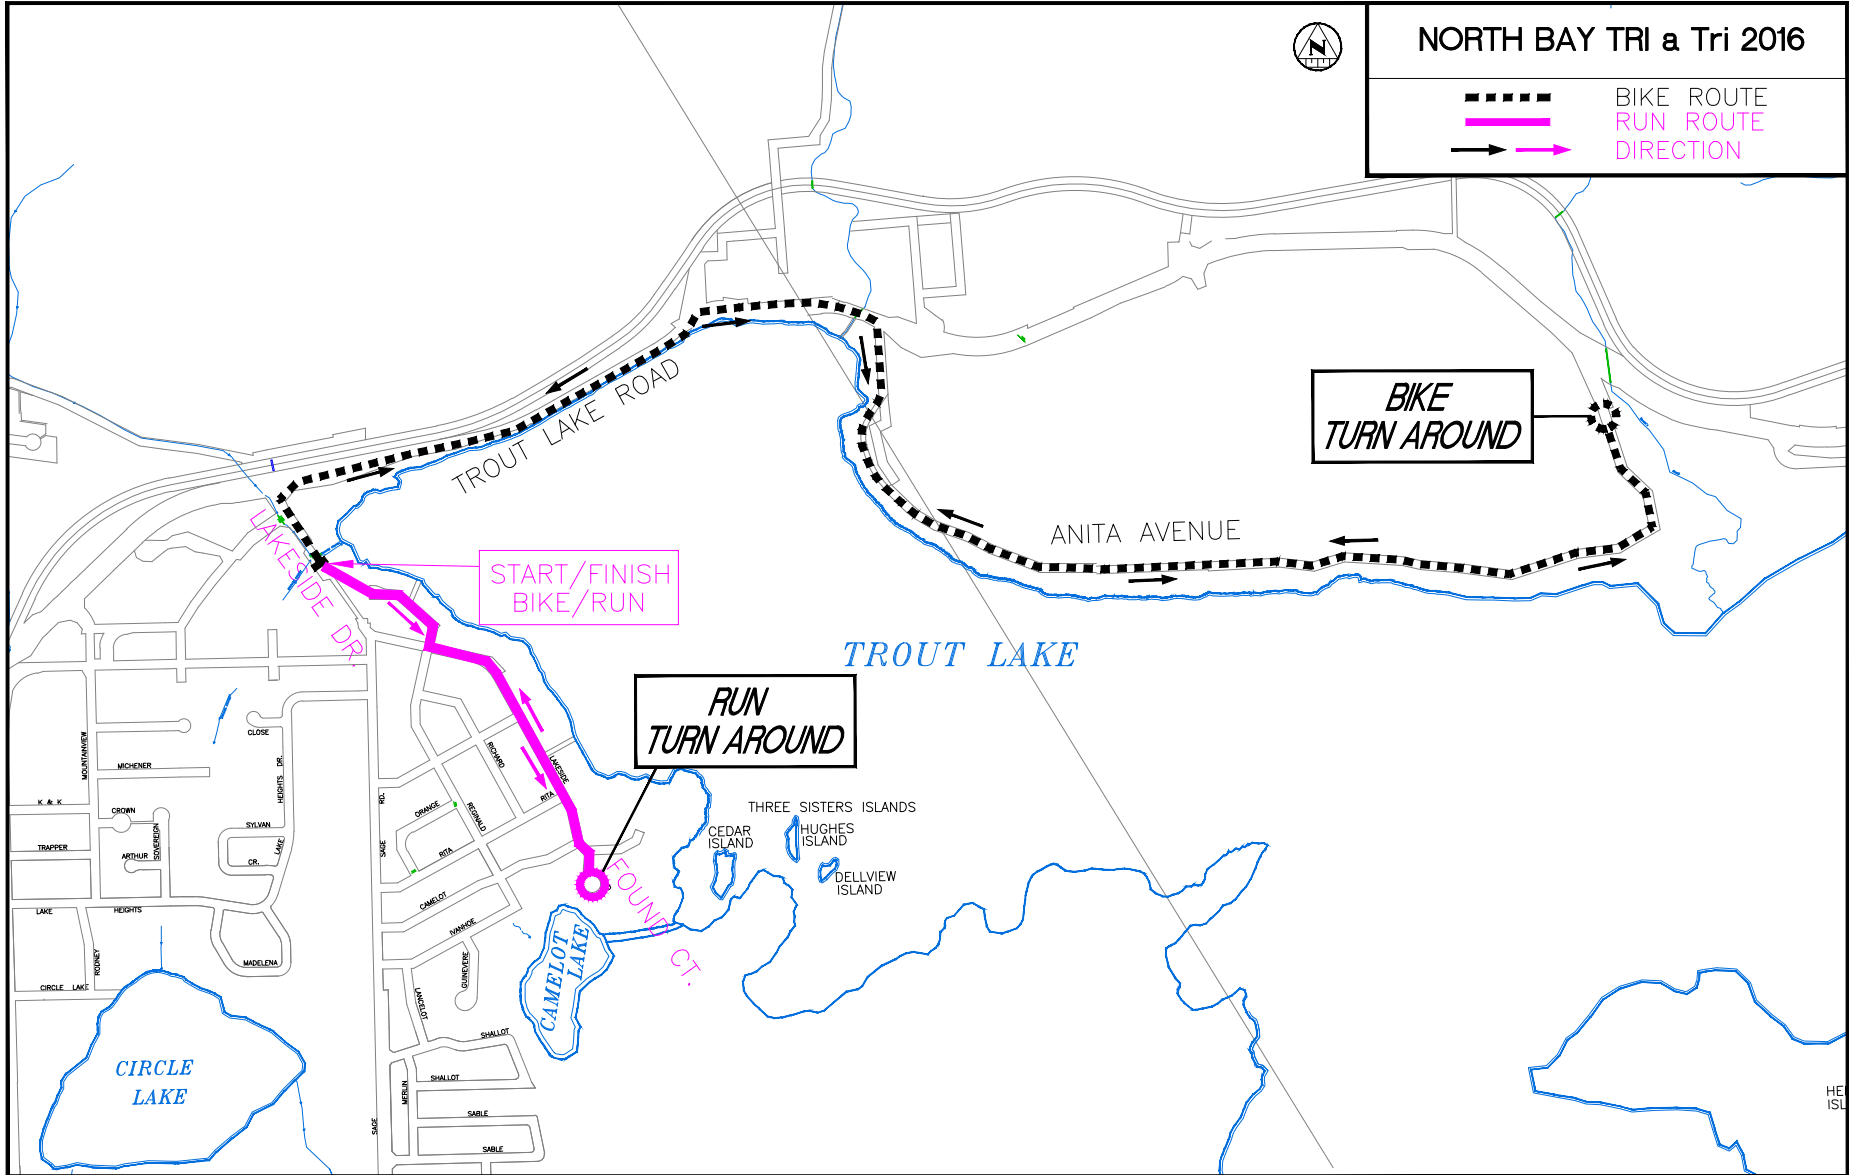 NORTH BAY TRI a Tri 2016
N
BIKE ROUTE
RUN ROUTE
DIRECTION
BIKE
TURN AROUND
TROUT LAKE ROAD
ANITA AVENUE
LAKESIDE DR.
START/FINISH
BIKE/RUN
TROUT LAKE
RUN
TURN AROUND
CLOSE
MOUNTAINVIEW
MICHENER
HEIGHTS DR.
RICHARD
LAKESIDE
RITA
K & K
CROWN
ORANGE
REGINALD
SAGE
RD.
THREE SISTERS ISLANDS
CEDAR
ISLAND
HUGHES
ISLAND
DELLVIEW
ISLAND
SYLVAN
CR.
LAKE
TRAPPER
ARTHUR
SOVEREIGN
RITA
CAMELOT
FOUND CT.
LAKE
HEIGHTS
IVANHOE
RODNEY
MADELENA
GUINEVERE
CAMELOT
LAKE
CIRCLE LAKE
LANCELOT
SHALLOT
CIRCLE
LAKE
SHALLOT
MERLIN
SABLE
SAGE
SABLE
HE
ISL